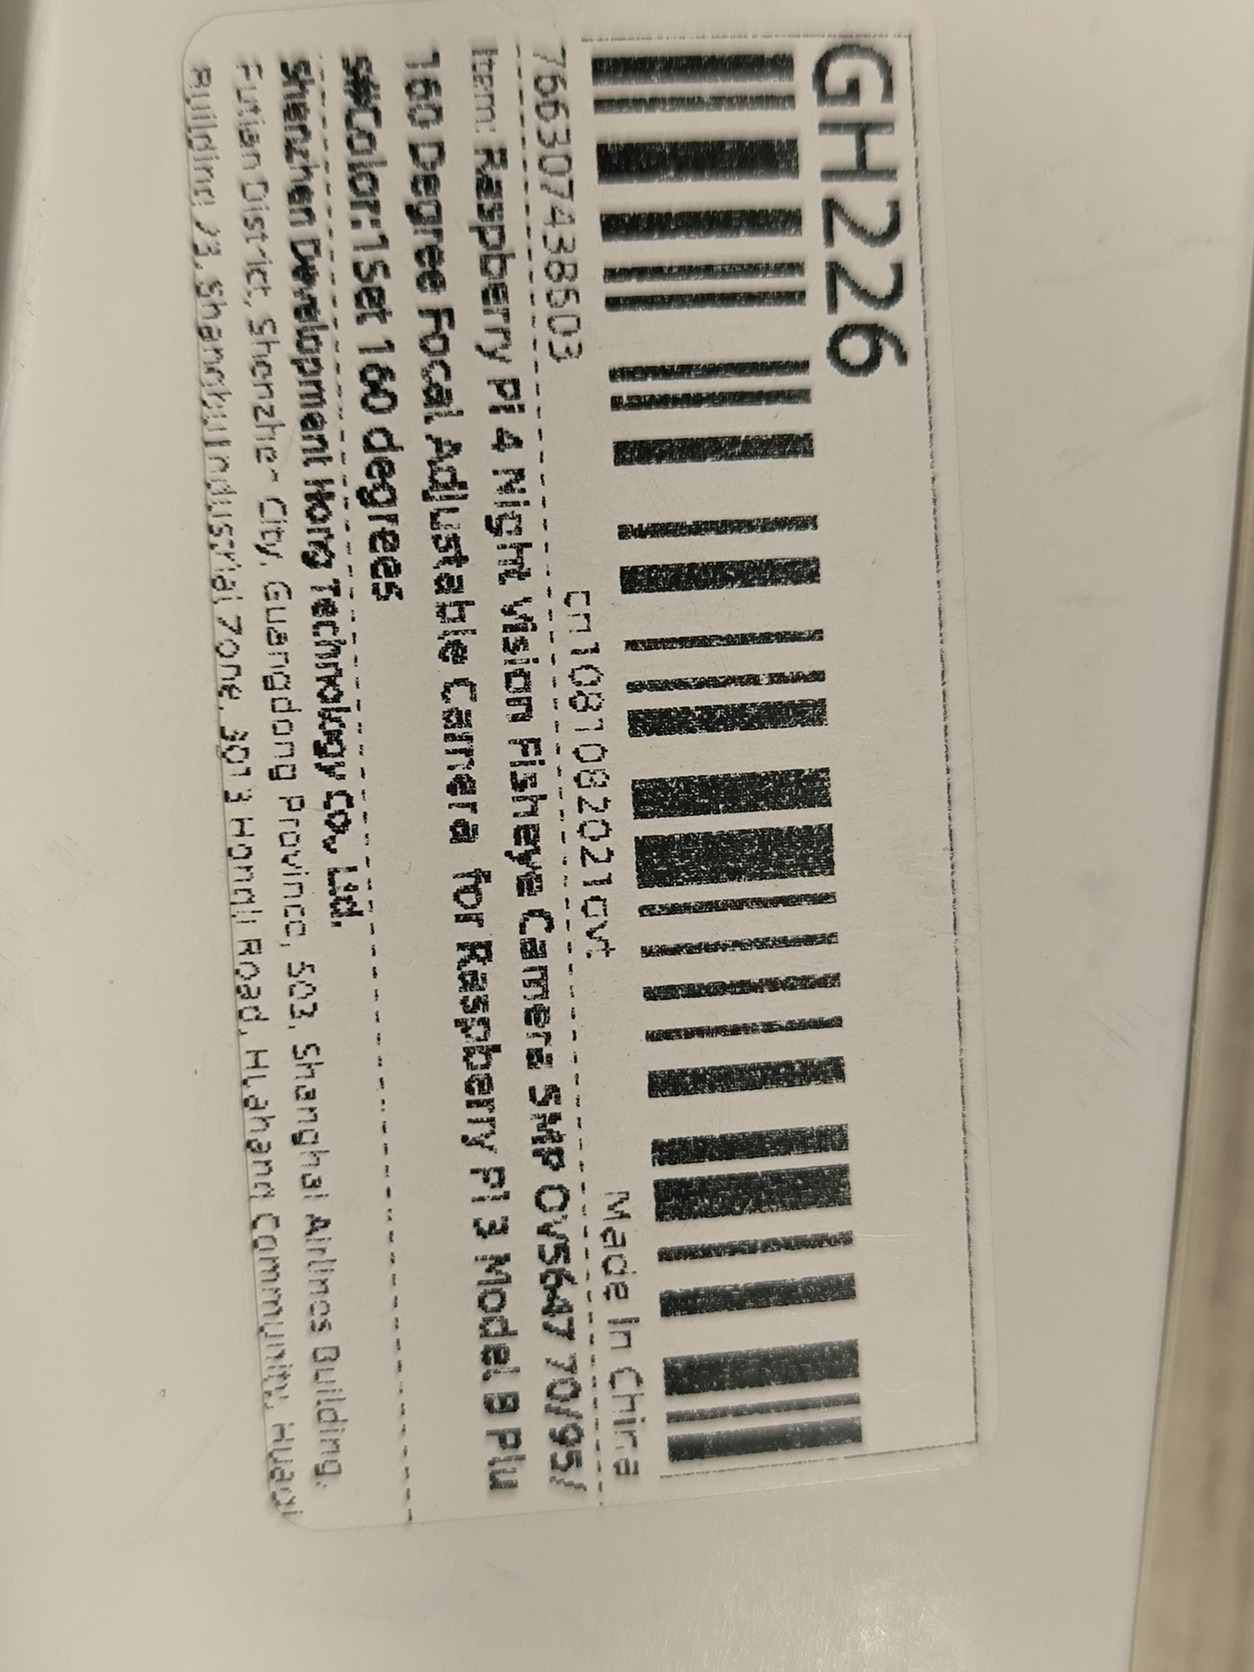 GH226
766307438603
cn1081082021ovt
Made In China
Item: Raspberry Pi 4 Night Vision Fisheye Camera 5MP OV5647 70/95/
160 Degree Focal Adjustable Camera for Raspberry Pi 3 Model B Plu
s##Color:1Set 160 degrees
Shenzhen Development Hong Technology Co., Ltd.
Futian District, Shenzhen City, Guangdong Province, 503, Shanghai Airlines Building,
Building 73, Shangbu Industrial Zone, 3013 Hongli Road, Huahang Community, Huaqi